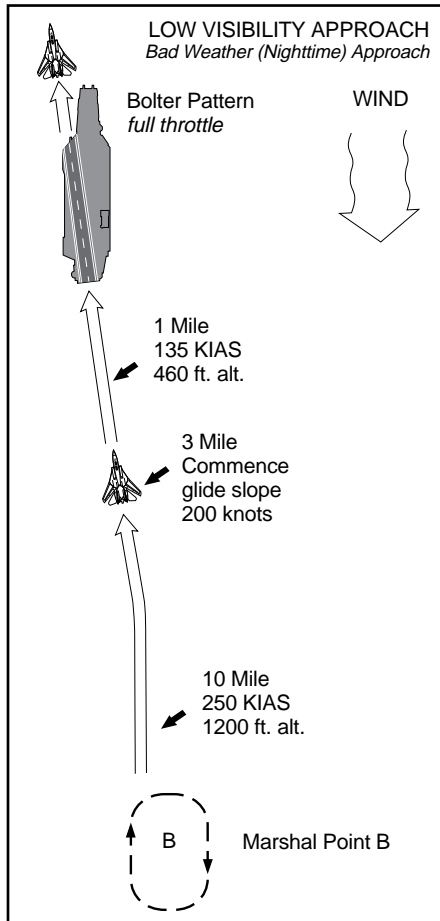 LOW VISIBILITY APPROACH
Bad Weather (Nighttime) Approach
Bolter Pattern
full throttle
WIND
1 Mile
135 KIAS
460 ft. alt.
3 Mile
Commence
glide slope
200 knots
10 Mile
250 KIAS
1200 ft. alt.
B
Marshal Point B